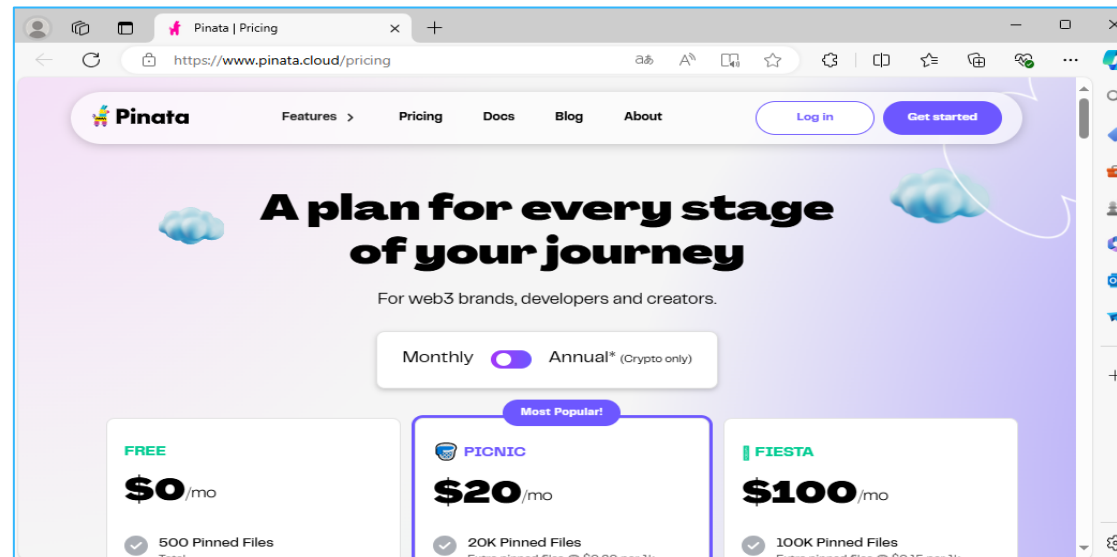 Pinata | Pricing
https://www.pinata.cloud/pricing
Pinata
Features
Pricing
Docs
Blog
About
Log in
Get started
A plan for every stage
of your journey
For web3 brands, developers and creators.
Monthly
Annual* (Crypto only)
Most Popular!
FREE
PICNIC
FIESTA
$0/mo
$20/mo
$100/mo
500 Pinned Files
20K Pinned Files
100K Pinned Files